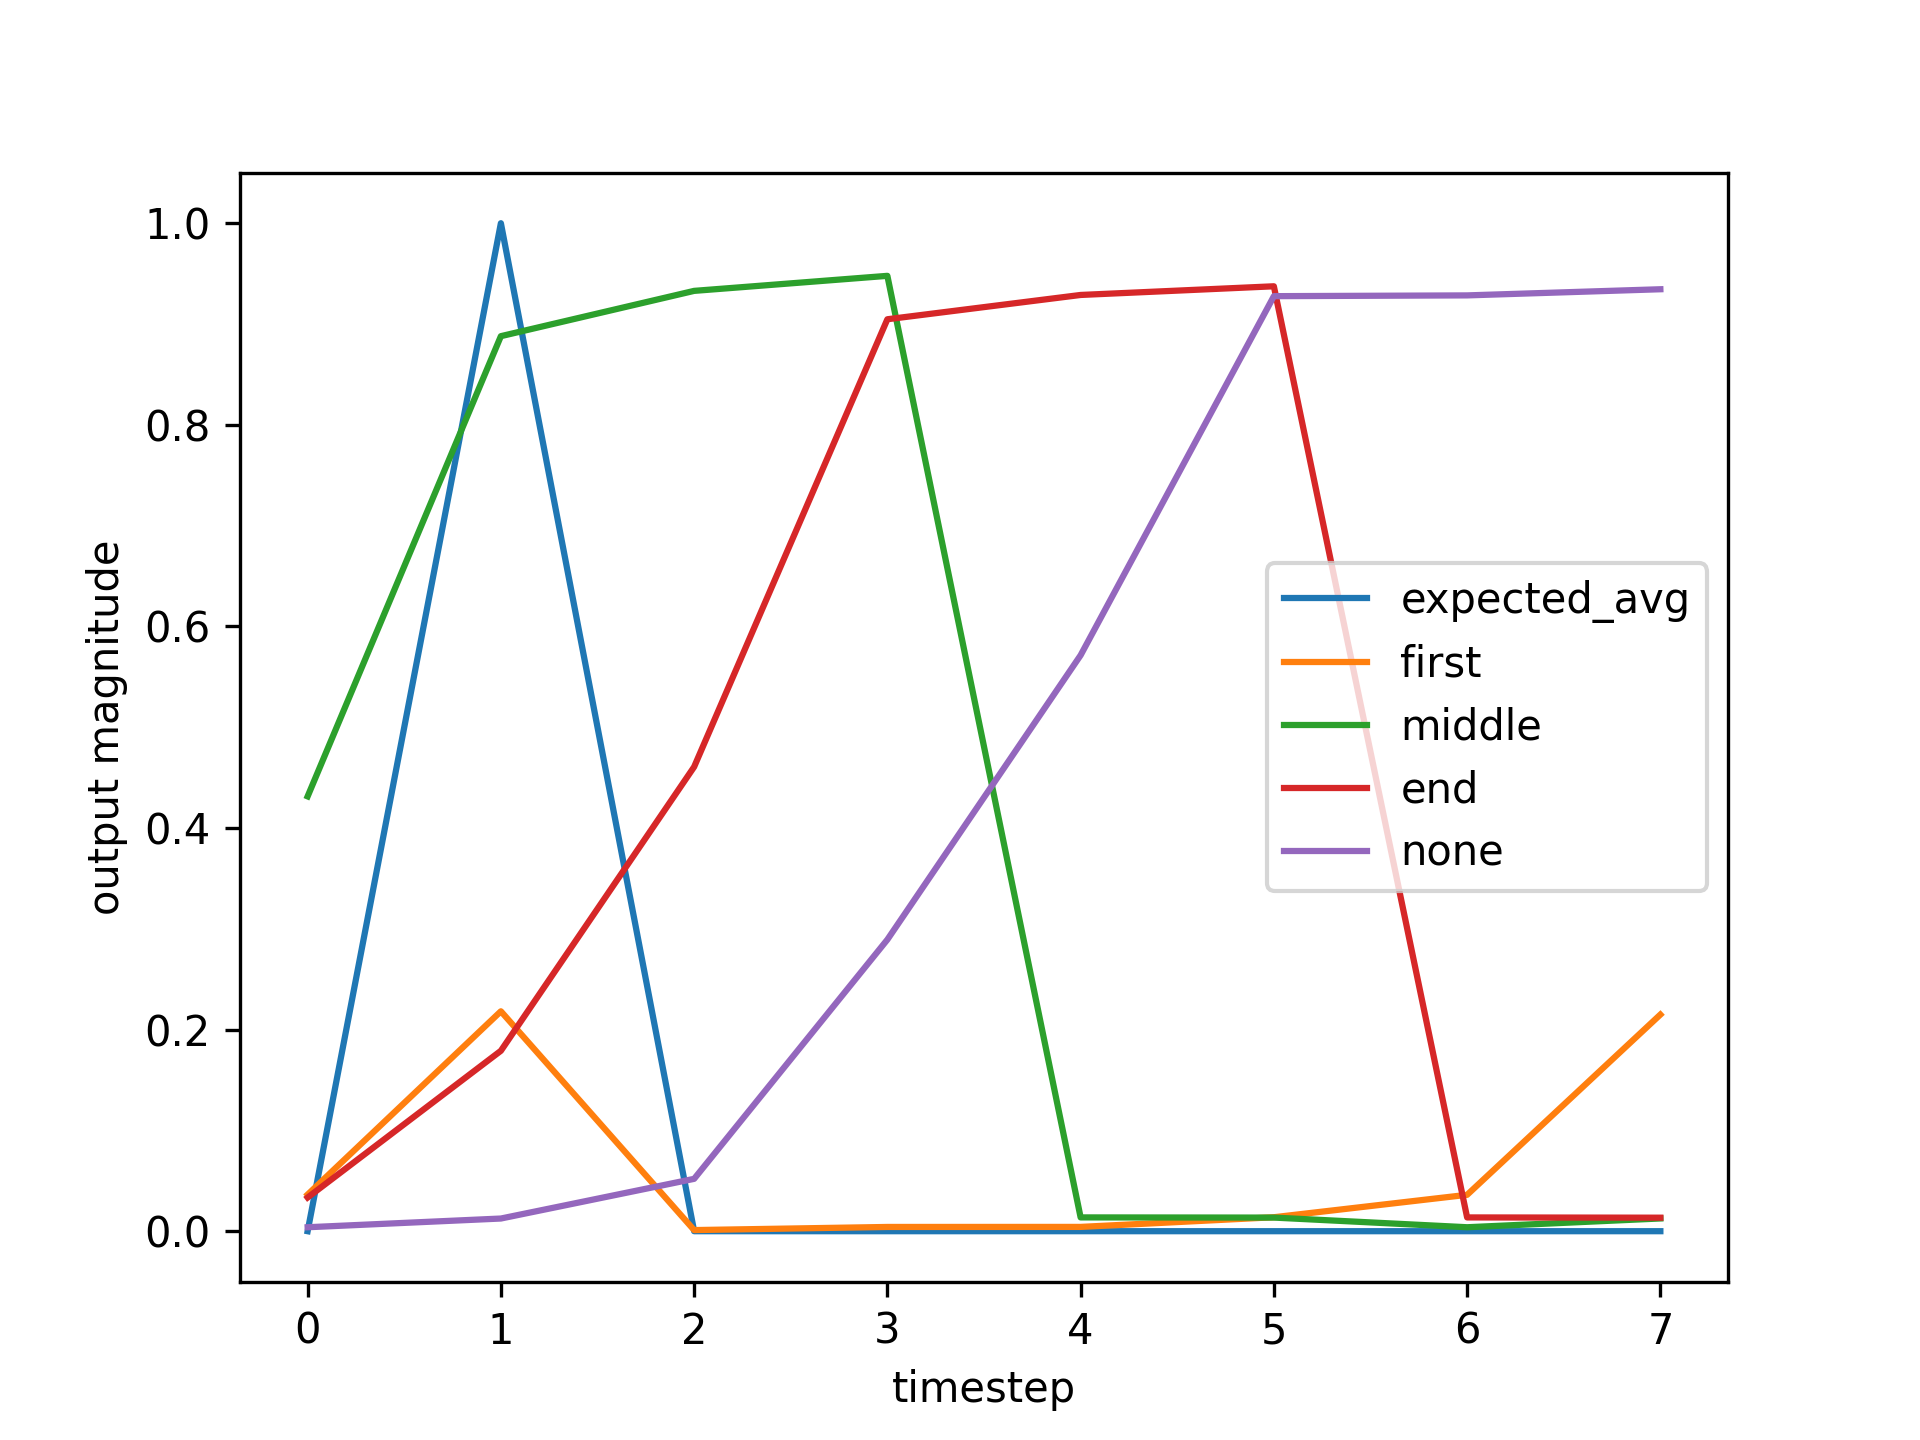 1.0
0.8
0.6
0.4
0.2
0.0
output magnitude
0 1 2 3 4 5 6 7
timestep
expected_avg
first
middle
end
none